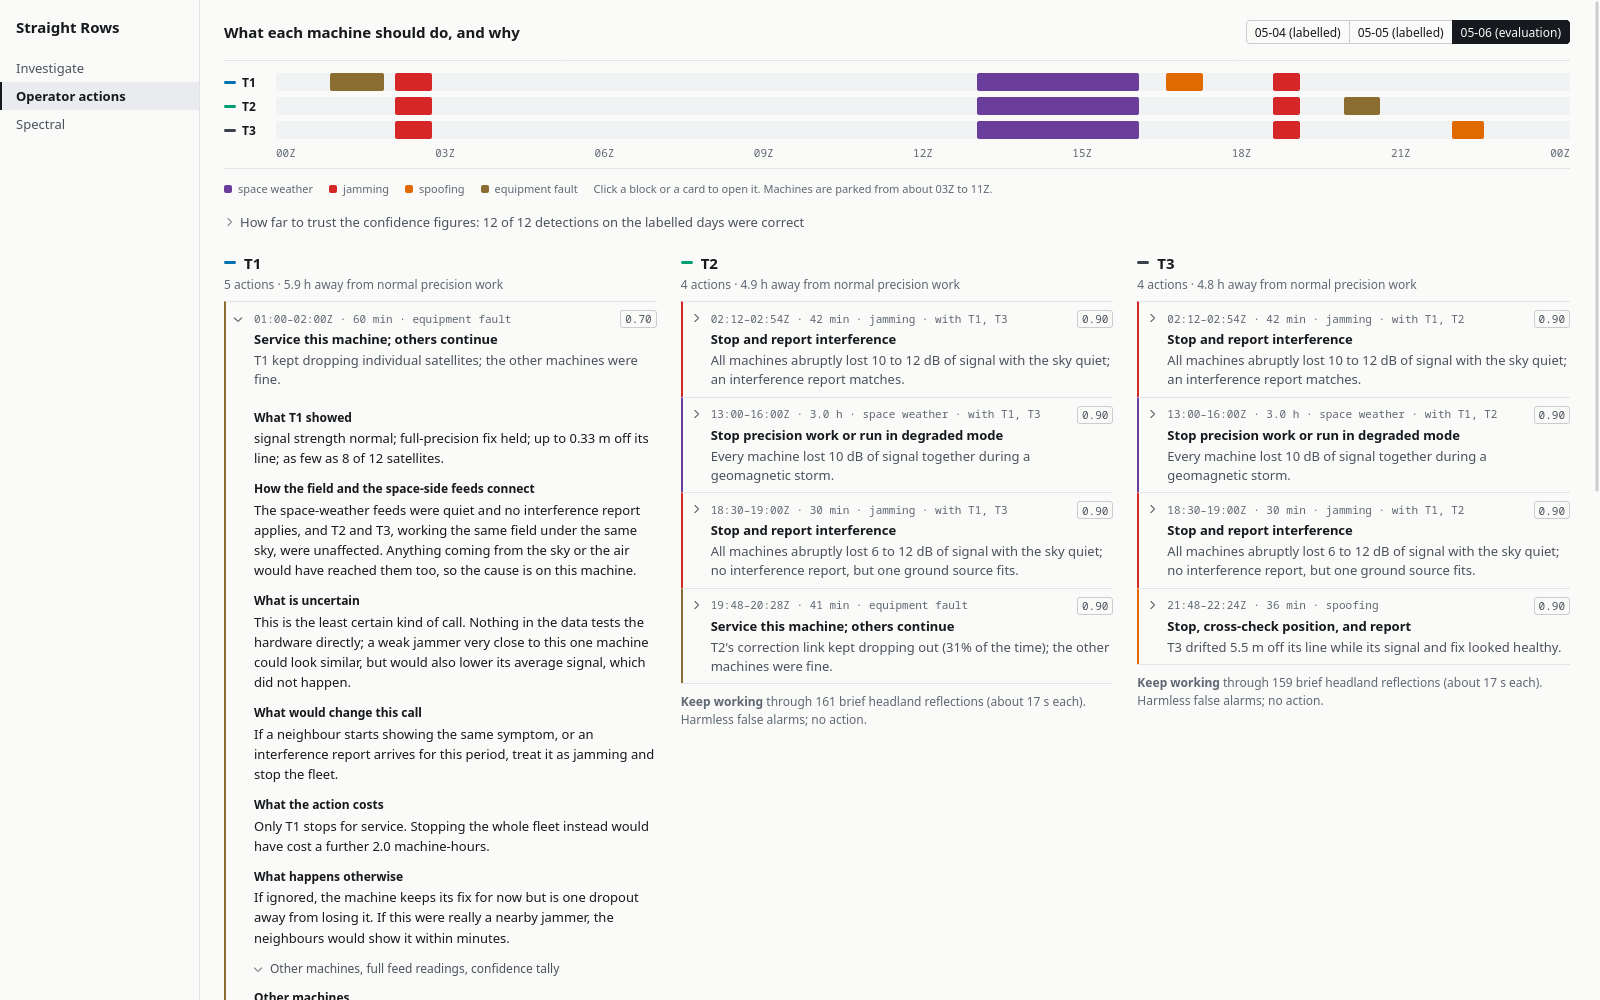 Straight Rows
Investigate
Operator actions
Spectral
What each machine should do, and why
05-04 (labelled)
05-05 (labelled)
05-06 (evaluation)
T1
T2
T3
00Z 03Z 06Z 09Z 12Z 15Z 18Z 21Z 00Z
space weather jamming spoofing equipment fault Click a block or a card to open it. Machines are parked from about 03Z to 11Z.
How far to trust the confidence figures: 12 of 12 detections on the labelled days were correct
T1
5 actions · 5.9 h away from normal precision work
01:00–02:00Z · 60 min · equipment fault 0.70
Service this machine; others continue
T1 kept dropping individual satellites; the other machines were
fine.
What T1 showed
signal strength normal; full-precision fix held; up to 0.33 m off its
line; as few as 8 of 12 satellites.
How the field and the space-side feeds connect
The space-weather feeds were quiet and no interference report
applies, and T2 and T3, working the same field under the same
sky, were unaffected. Anything coming from the sky or the air
would have reached them too, so the cause is on this machine.
What is uncertain
This is the least certain kind of call. Nothing in the data tests the
hardware directly; a weak jammer very close to this one machine
could look similar, but would also lower its average signal, which
did not happen.
What would change this call
If a neighbour starts showing the same symptom, or an
interference report arrives for this period, treat it as jamming and
stop the fleet.
What the action costs
Only T1 stops for service. Stopping the whole fleet instead would
have cost a further 2.0 machine-hours.
What happens otherwise
If ignored, the machine keeps its fix for now but is one dropout
away from losing it. If this were really a nearby jammer, the
neighbours would show it within minutes.
Other machines, full feed readings, confidence tally
Other machines
T2
4 actions · 4.9 h away from normal precision work
02:12–02:54Z · 42 min · jamming · with T1, T3 0.90
Stop and report interference
All machines abruptly lost 10 to 12 dB of signal with the sky quiet;
an interference report matches.
13:00–16:00Z · 3.0 h · space weather · with T1, T3 0.90
Stop precision work or run in degraded mode
Every machine lost 10 dB of signal together during a
geomagnetic storm.
18:30–19:00Z · 30 min · jamming · with T1, T3 0.90
Stop and report interference
All machines abruptly lost 6 to 12 dB of signal with the sky quiet;
no interference report, but one ground source fits.
19:48–20:28Z · 41 min · equipment fault 0.90
Service this machine; others continue
T2's correction link kept dropping out (31% of the time); the other
machines were fine.
Keep working through 161 brief headland reflections (about 17 s each).
Harmless false alarms; no action.
T3
4 actions · 4.8 h away from normal precision work
02:12–02:54Z · 42 min · jamming · with T1, T2 0.90
Stop and report interference
All machines abruptly lost 10 to 12 dB of signal with the sky quiet;
an interference report matches.
13:00–16:00Z · 3.0 h · space weather · with T1, T2 0.90
Stop precision work or run in degraded mode
Every machine lost 10 dB of signal together during a
geomagnetic storm.
18:30–19:00Z · 30 min · jamming · with T1, T2 0.90
Stop and report interference
All machines abruptly lost 6 to 12 dB of signal with the sky quiet;
no interference report, but one ground source fits.
21:48–22:24Z · 36 min · spoofing 0.90
Stop, cross-check position, and report
T3 drifted 5.5 m off its line while its signal and fix looked healthy.
Keep working through 159 brief headland reflections (about 17 s each).
Harmless false alarms; no action.